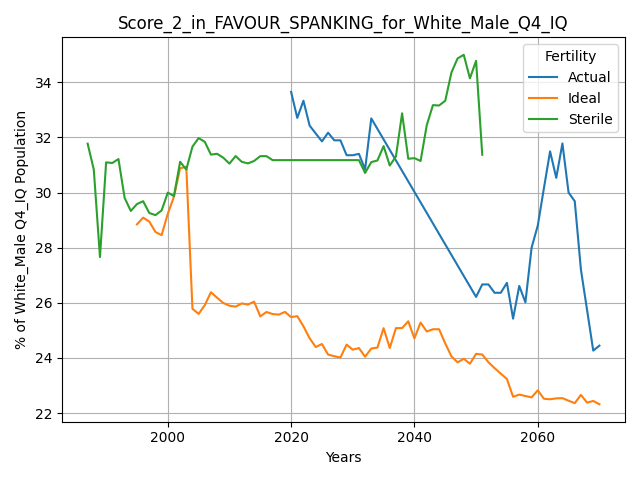 Score_2_in_FAVOUR_SPANKING_for_White_Male_Q4_IQ
% of White_Male Q4_IQ Population
34
32
30
28
26
24
22
Fertility
Actual
Ideal
Sterile
2000
2020
2040
2060
Years